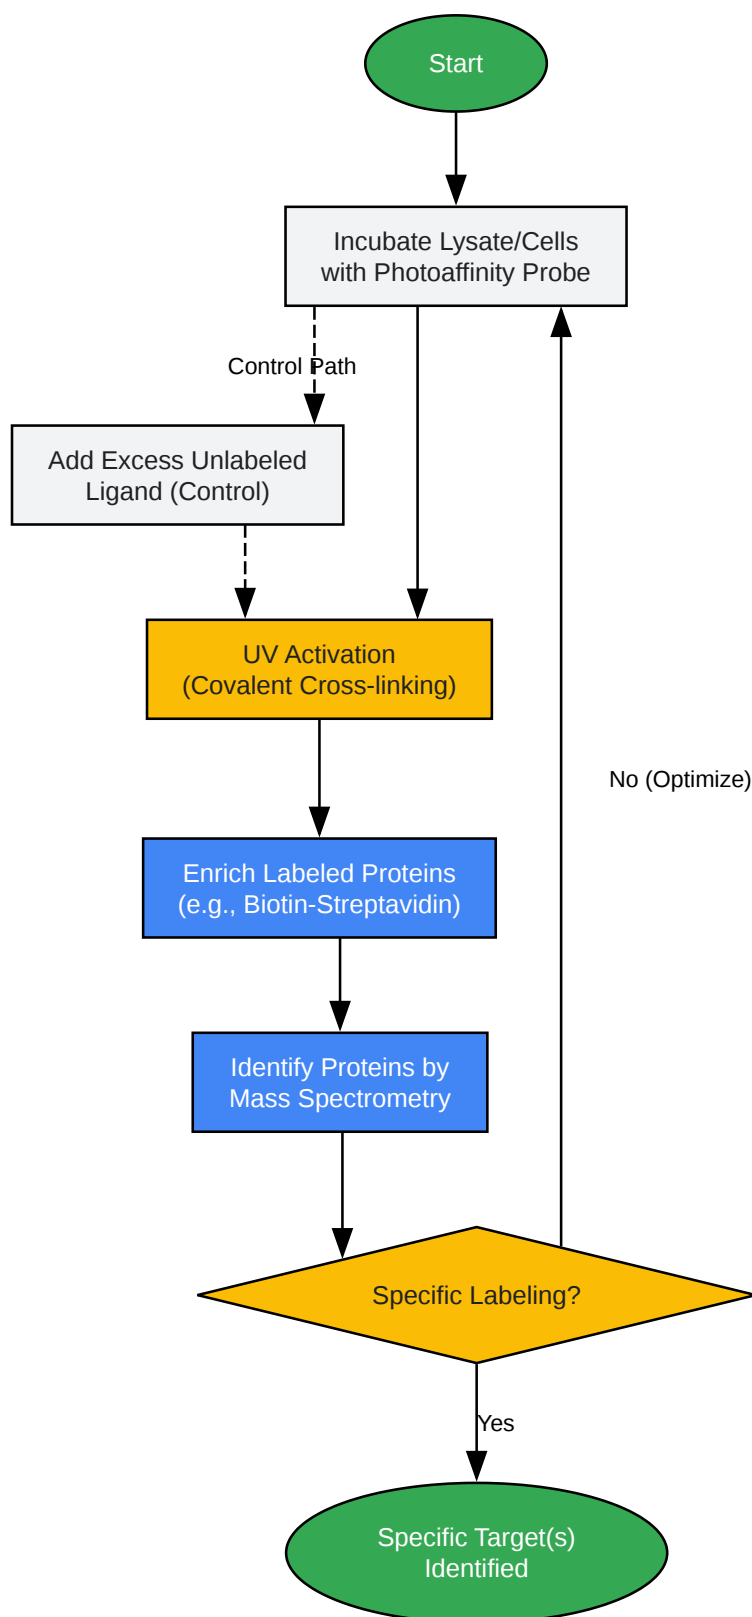 Start
Incubate Lysate/Cells
with Photoaffinity Probe
Control Path
Add Excess Unlabeled
Ligand (Control)
UV Activation
(Covalent Cross-linking)
No (Optimize)
Enrich Labeled Proteins
(e.g., Biotin-Streptavidin)
Identify Proteins by
Mass Spectrometry
Specific Labeling?
Yes
Specific Target(s)
Identified